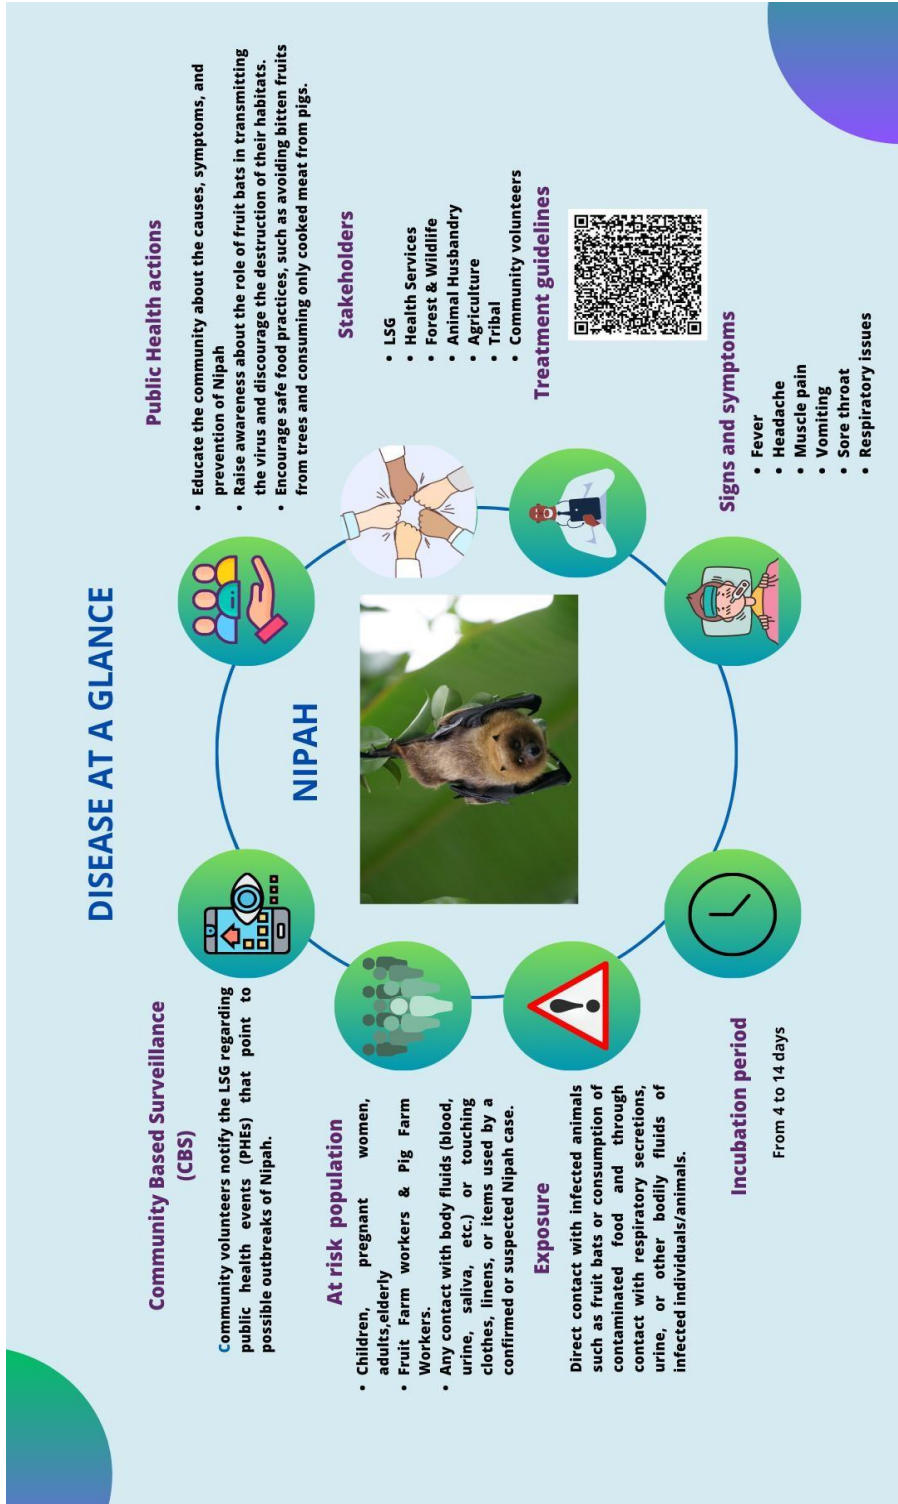 DISEASE AT A GLANCE
Community Based Surveillance
(CBS)
Community volunteers notify the LSG regarding
public health events (PHEs) that point to
possible outbreaks of Nipah.
At risk population
• Children, pregnant women,
adults,elderly
• Fruit Farm workers & Pig Farm
Workers.
• Any contact with body fluids (blood,
urine, saliva, etc.) or touching
clothes, linens, or items used by a
confirmed or suspected Nipah case.
Exposure
Direct contact with infected animals
such as fruit bats or consumption of
contaminated food and through
contact with respiratory secretions,
urine, or other bodily fluids of
infected individuals/animals.
Incubation period
From 4 to 14 days
NIPAH
Public Health actions
• Educate the community about the causes, symptoms, and
prevention of Nipah
• Raise awareness about the role of fruit bats in transmitting
the virus and discourage the destruction of their habitats.
• Encourage safe food practices, such as avoiding bitten fruits
from trees and consuming only cooked meat from pigs.
Stakeholders
• LSG
• Health Services
• Forest & Wildlife
• Animal Husbandry
• Agriculture
• Tribal
• Community volunteers
Treatment guidelines
Signs and symptoms
• Fever
• Headache
• Muscle pain
• Vomiting
• Sore throat
• Respiratory issues